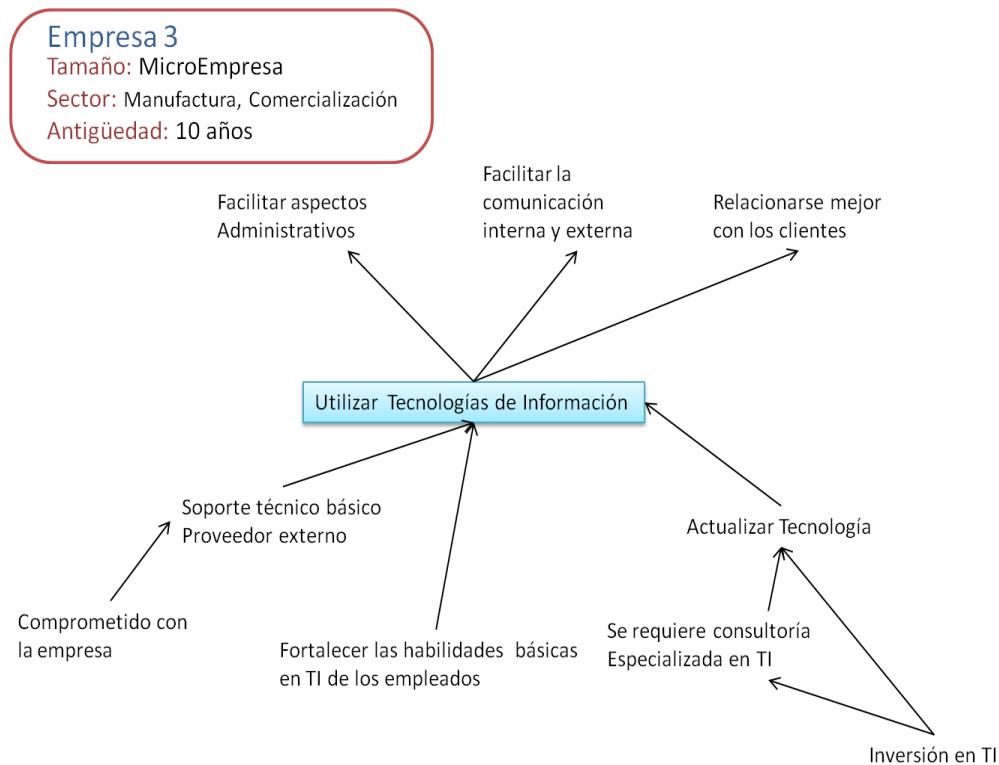 Empresa 3
Tamaño: MicroEmpresa
Sector: Manufactura, Comercialización
Antigüedad: 10 años
Facilitar aspectos
Administrativos
Facilitar la
comunicación
interna y externa
Relacionarse mejor
con los clientes
Utilizar Tecnologías de Información
Soporte técnico básico
Proveedor externo
Actualizar Tecnología
Comprometido con
la empresa
Fortalecer las habilidades básicas
en TI de los empleados
Se requiere consultoría
Especializada en TI
Inversión en TI